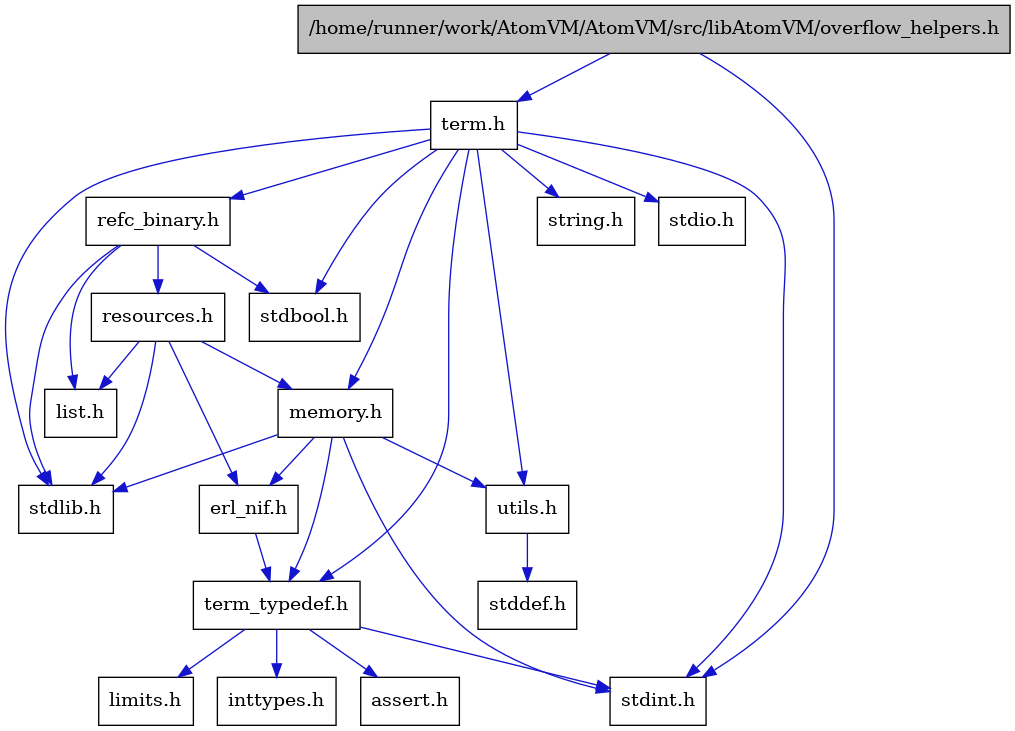 /home/runner/work/AtomVM/AtomVM/src/libAtomVM/overflow_helpers.h
term.h
refc_binary.h
string.h
stdio.h
resources.h
stdbool.h
list.h
memory.h
stdlib.h
erl_nif.h
utils.h
term_typedef.h
stddef.h
limits.h
inttypes.h
assert.h
stdint.h